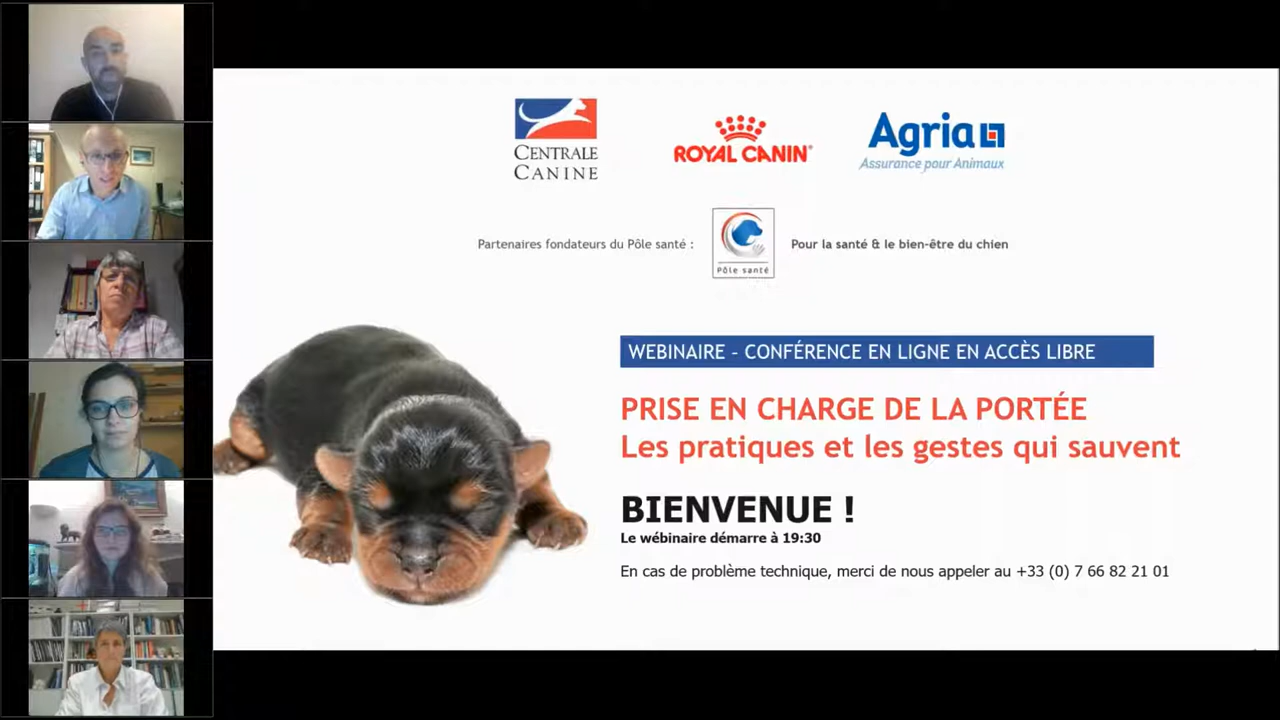 CENTRALE
CANINE
ROYAL CANIN®
Agria
Assurance pour Animaux
Partenaires fondateurs du Pôle santé :
Pôle santé
Pour la santé & le bien-être du chien
WEBINAIRE – CONFÉRENCE EN LIGNE EN ACCÈS LIBRE
PRISE EN CHARGE DE LA PORTÉE
Les pratiques et les gestes qui sauvent
BIENVENUE !
Le wébinaire démarre à 19:30
En cas de problème technique, merci de nous appeler au +33 (0) 7 66 82 21 01